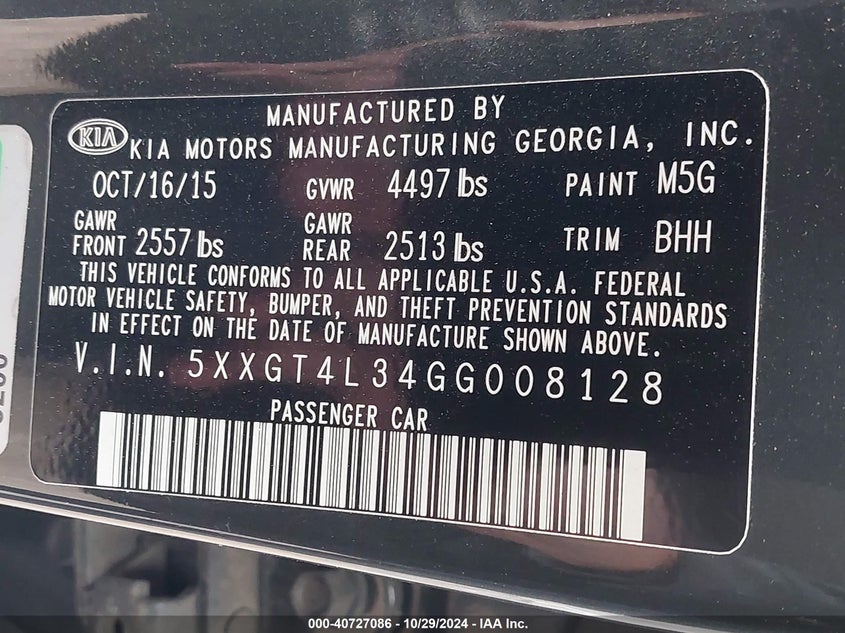 MANUFACTURED BY
KIA
KIA MOTORS MANUFACTURING GEORGIA, INC.
OCT/16/15 GVWR 4497 lbs PAINT M5G
GAWR FRONT 2557 lbs GAWR REAR 2513 lbs TRIM BHH
THIS VEHICLE CONFORMS TO ALL APPLICABLE U.S.A. FEDERAL
MOTOR VEHICLE SAFETY, BUMPER, AND THEFT PREVENTION STANDARDS
IN EFFECT ON THE DATE OF MANUFACTURE SHOWN ABOVE.
V.I.N. 5XXGT4L34GG008128
PASSENGER CAR
000-40727086 - 10/29/2024 - IAA Inc.